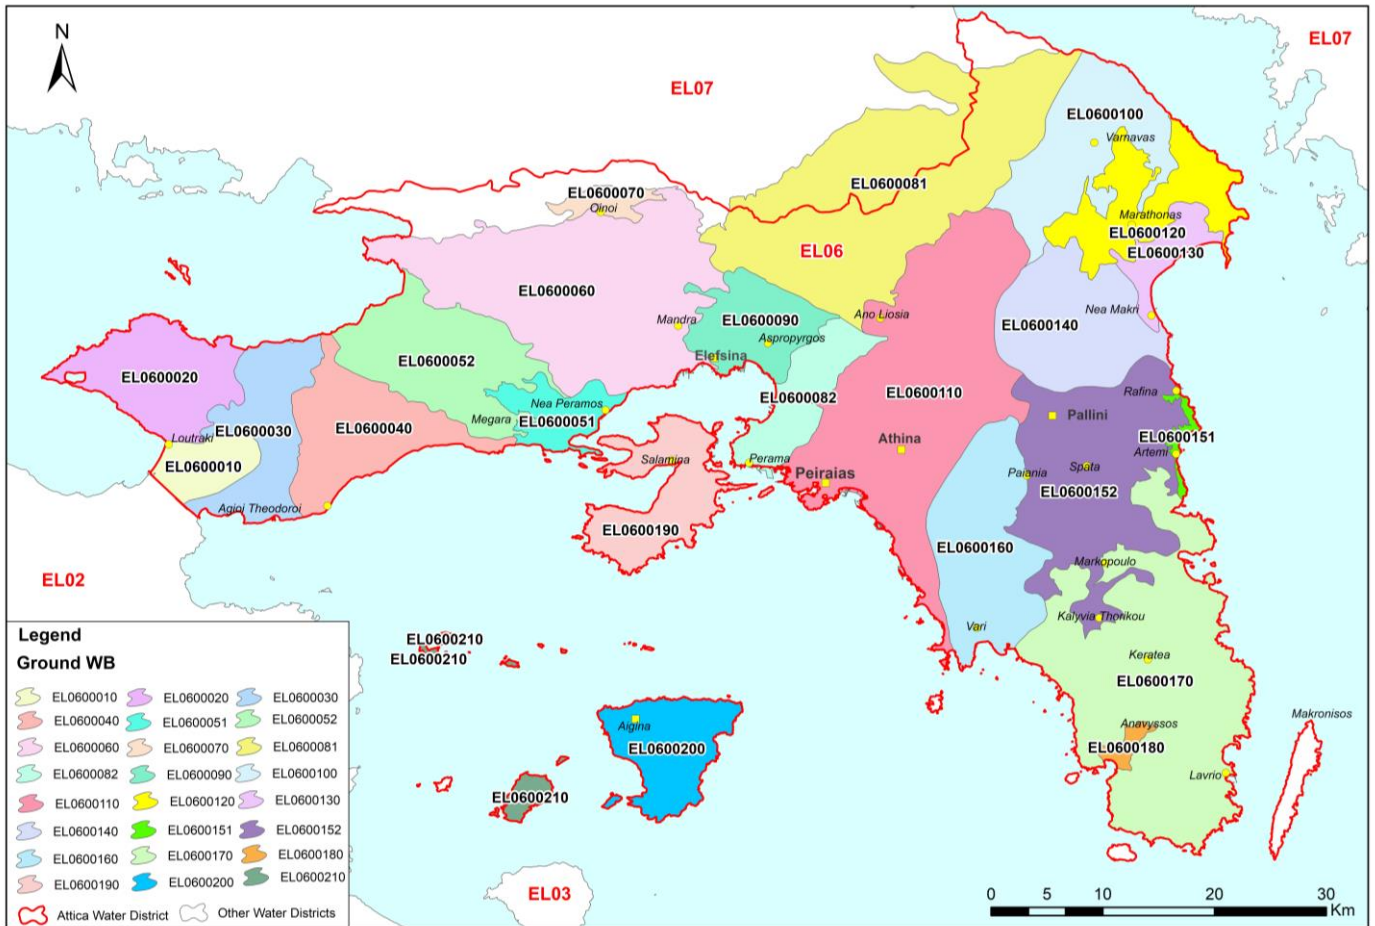 N
EL07
EL07
EL0600100
Varnavas
EL0600070
Oinoi
EL0600081
Marathonas
EL0600120
EL0600130
EL06
EL0600060
Mandra
EL0600090
Aspropyrgos
Elefsina
Ano Liosia
EL0600140
Nea Makri
EL0600020
EL0600052
Nea Peramos
Megara
EL0600051
EL0600082
EL0600110
Rafina
Pallini
EL0600030
EL0600040
Loutraki
EL0600010
Agioi Theodoroi
Athina
EL0600151
Artemi
Salamina
Perama
Peiraias
Paiania
Spata
EL0600152
EL0600190
EL0600160
EL02
Markopoulo
Kalyvia Thorikou
Vari
Keratea
EL0600170
EL0600210
EL0600210
Aigina
EL0600200
Anavyssos
EL0600180
Makronisos
Lavrio
EL0600210
EL03
Legend
Ground WB
EL0600010 EL0600020 EL0600030
EL0600040 EL0600051 EL0600052
EL0600060 EL0600070 EL0600081
EL0600082 EL0600090 EL0600100
EL0600110 EL0600120 EL0600130
EL0600140 EL0600151 EL0600152
EL0600160 EL0600170 EL0600180
EL0600190 EL0600200 EL0600210
Attica Water District Other Water Districts
0 5 10 20 30
Km